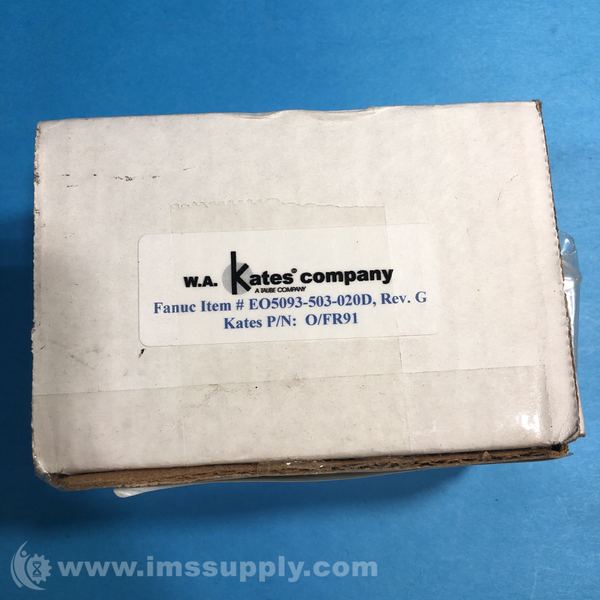 W.A. Kates® company
A TAUBE COMPANY
Fanuc Item # EO5093-503-020D, Rev. G
Kates P/N: O/FR91
www.imssupply.com